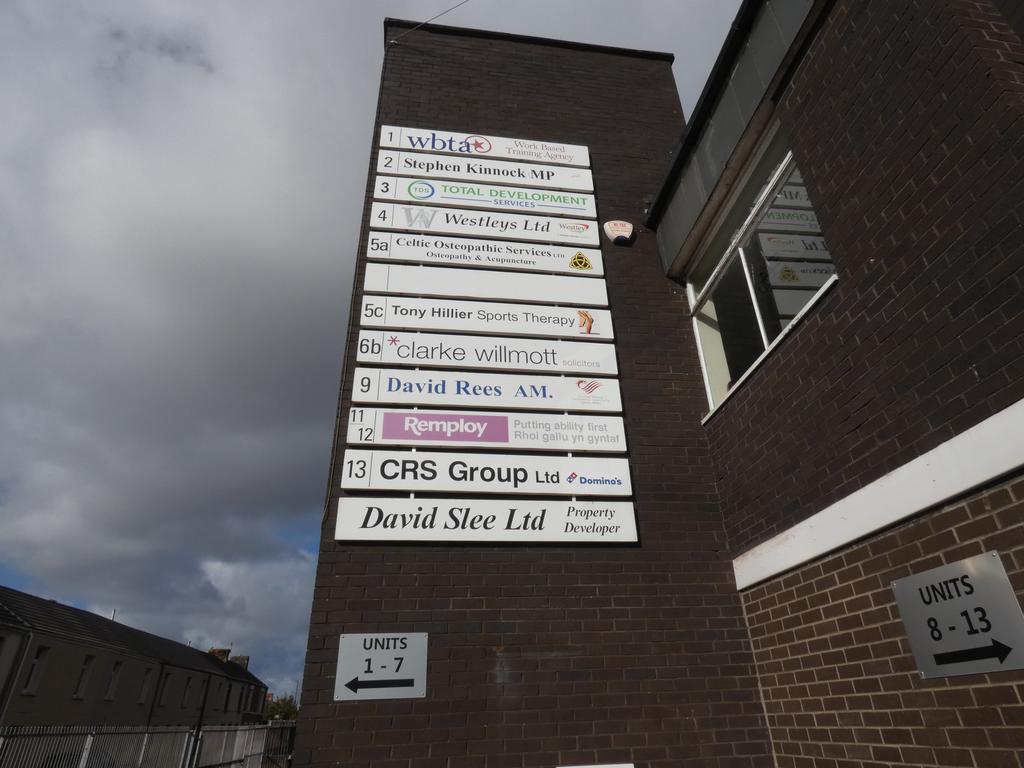 1 wbta Work Based
Training Agency
2 Stephen Kinnock MP
3 TDS TOTAL DEVELOPMENT
SERVICES
4 W Westleys Ltd Westley
5a Celtic Osteopathic Services LTD
Osteopathy & Acupuncture
5c Tony Hillier Sports Therapy
6b *clarke willmott solicitors
9 David Rees AM.
11
12 Remploy Putting ability first
Rhoi gallu yn gyntaf
13 CRS Group Ltd Domino's
David Slee Ltd Property
Developer
UNITS
1 - 7
UNITS
8 - 13